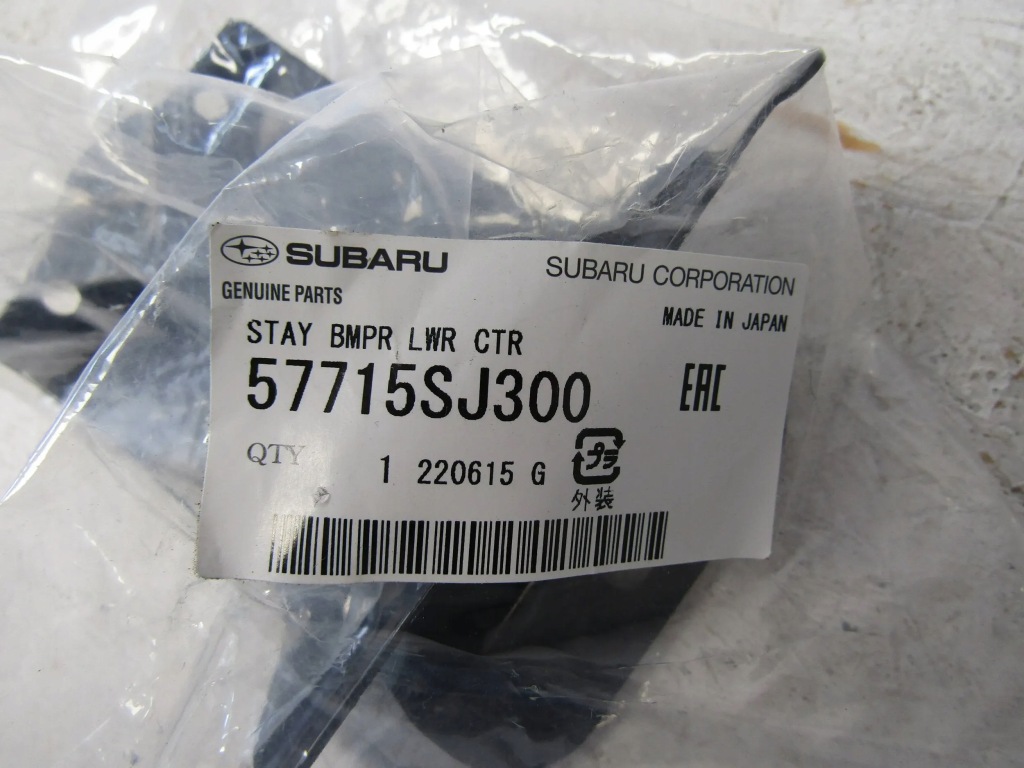 SUBARU SUBARU CORPORATION
GENUINE PARTS MADE IN JAPAN
STAY BMPR LWR CTR
57715SJ300 EAC
QTY 1 220615 G プラ
外装